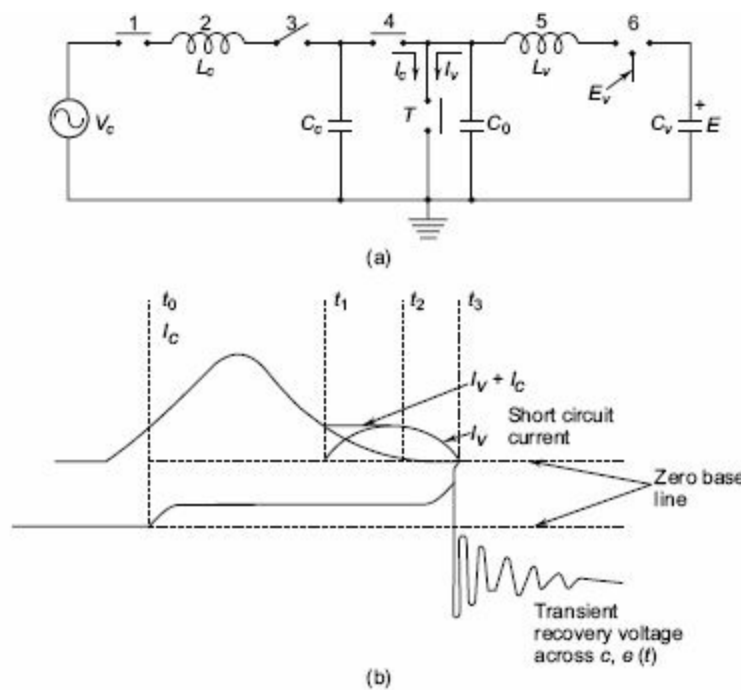 1 2 3 4 5 6
L_c I_c I_v L_v
E_v
V_c C_c T C_0 C_v + E
(a)
t_0 t_1 t_2 t_3
I_c
I_v + I_c
Short circuit
I_v
current
Zero base
line
Transient
recovery voltage
across c, e (t)
(b)